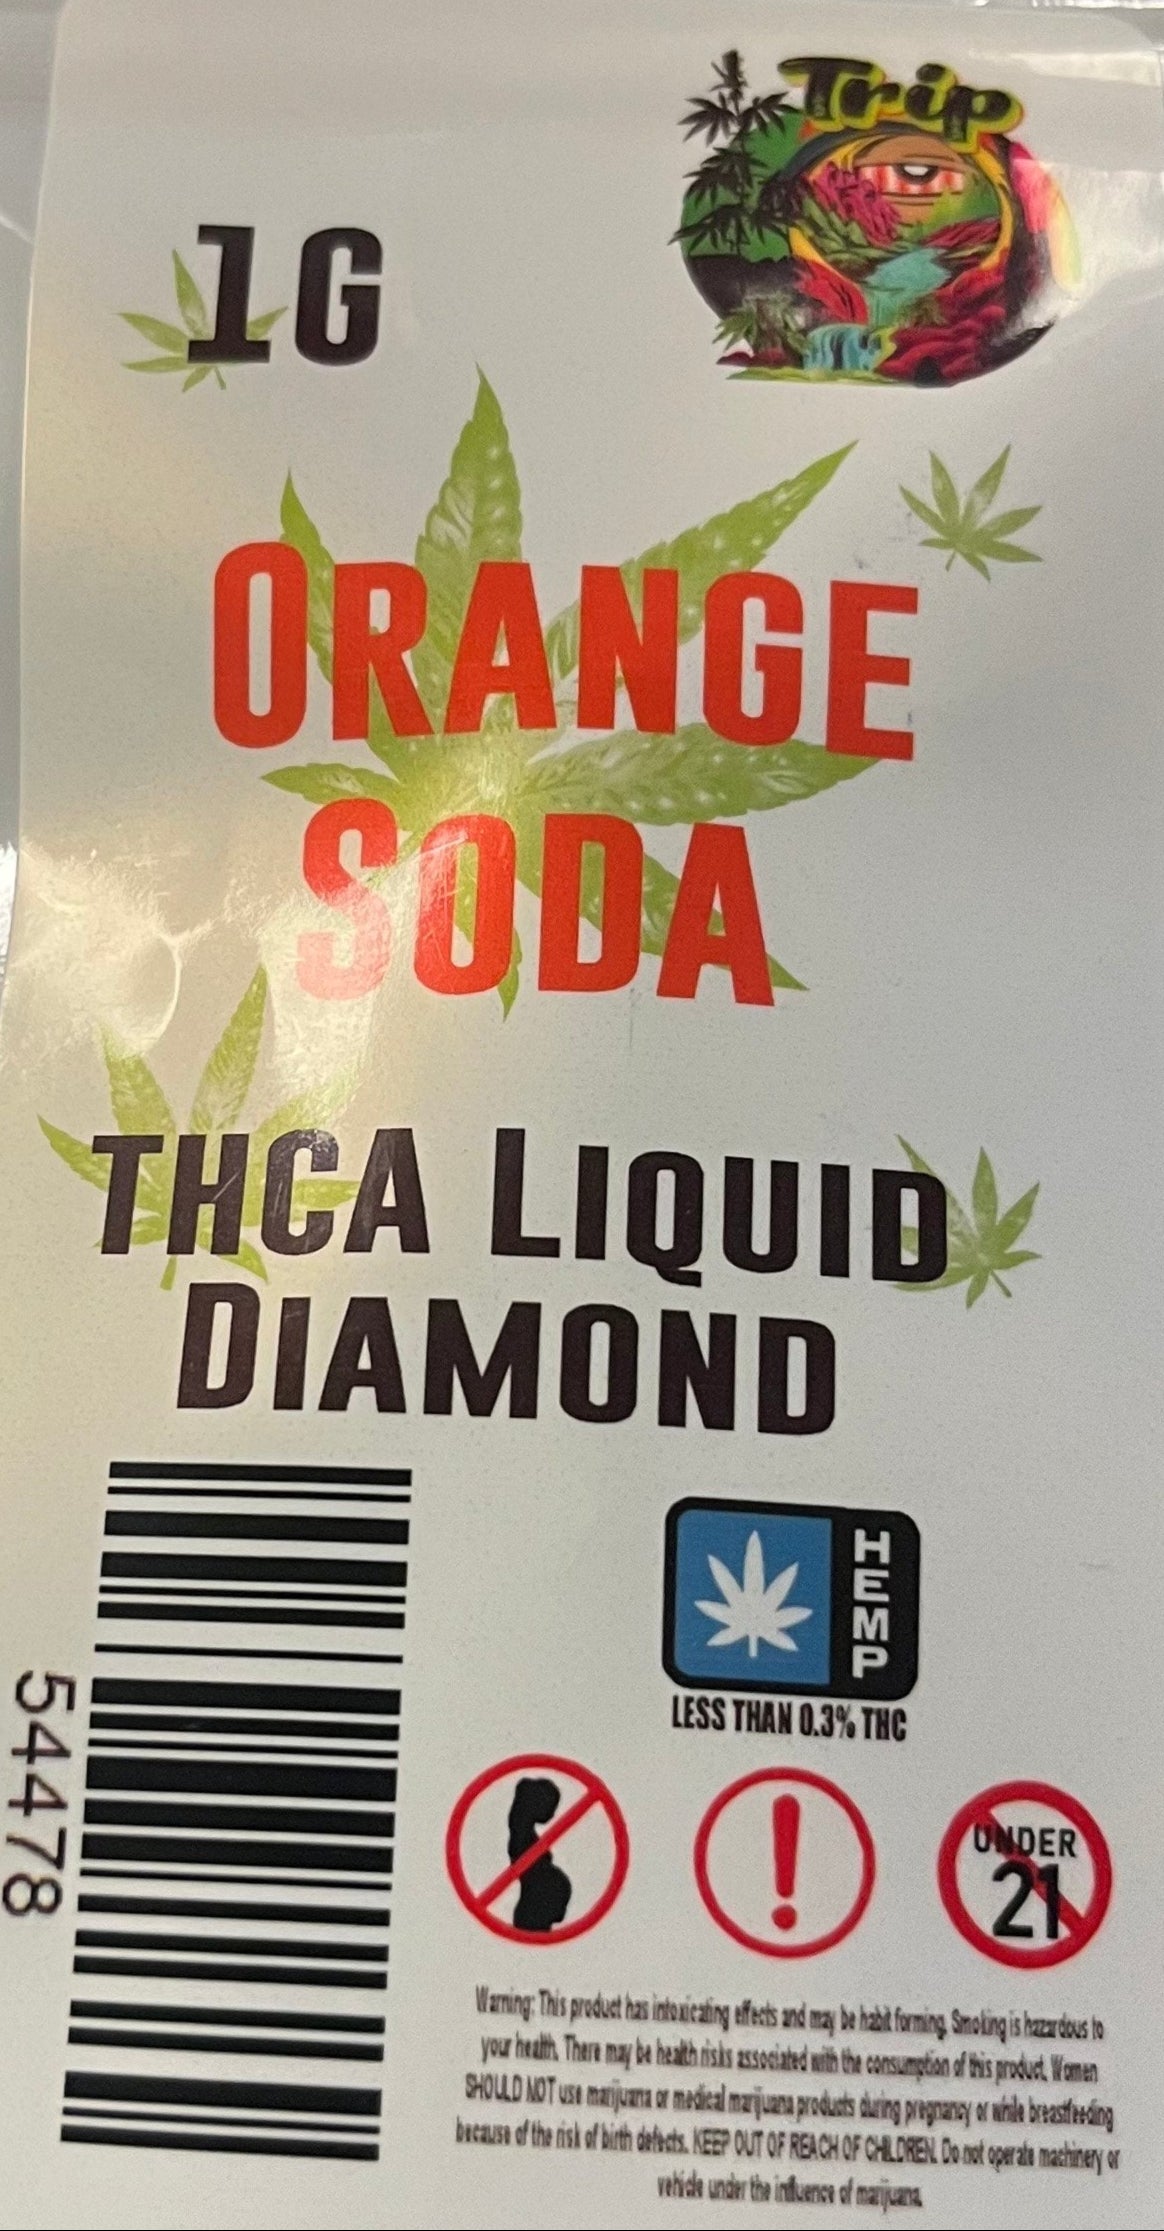 Trip
1G
ORANGE
SODA
THCA LIQUID
DIAMOND
54478
HEMP
LESS THAN 0.3% THC
UNDER
21
Warning: This product has intoxicating effects and may be habit forming. Smoking is hazardous to
your health. There may be health risks associated with the consumption of this product. Women
SHOULD NOT use marijuana or medical marijuana products during pregnancy or while breastfeeding
because of the risk of birth defects. KEEP OUT OF REACH OF CHILDREN. Do not operate machinery or
vehicle under the influence of marijuana.